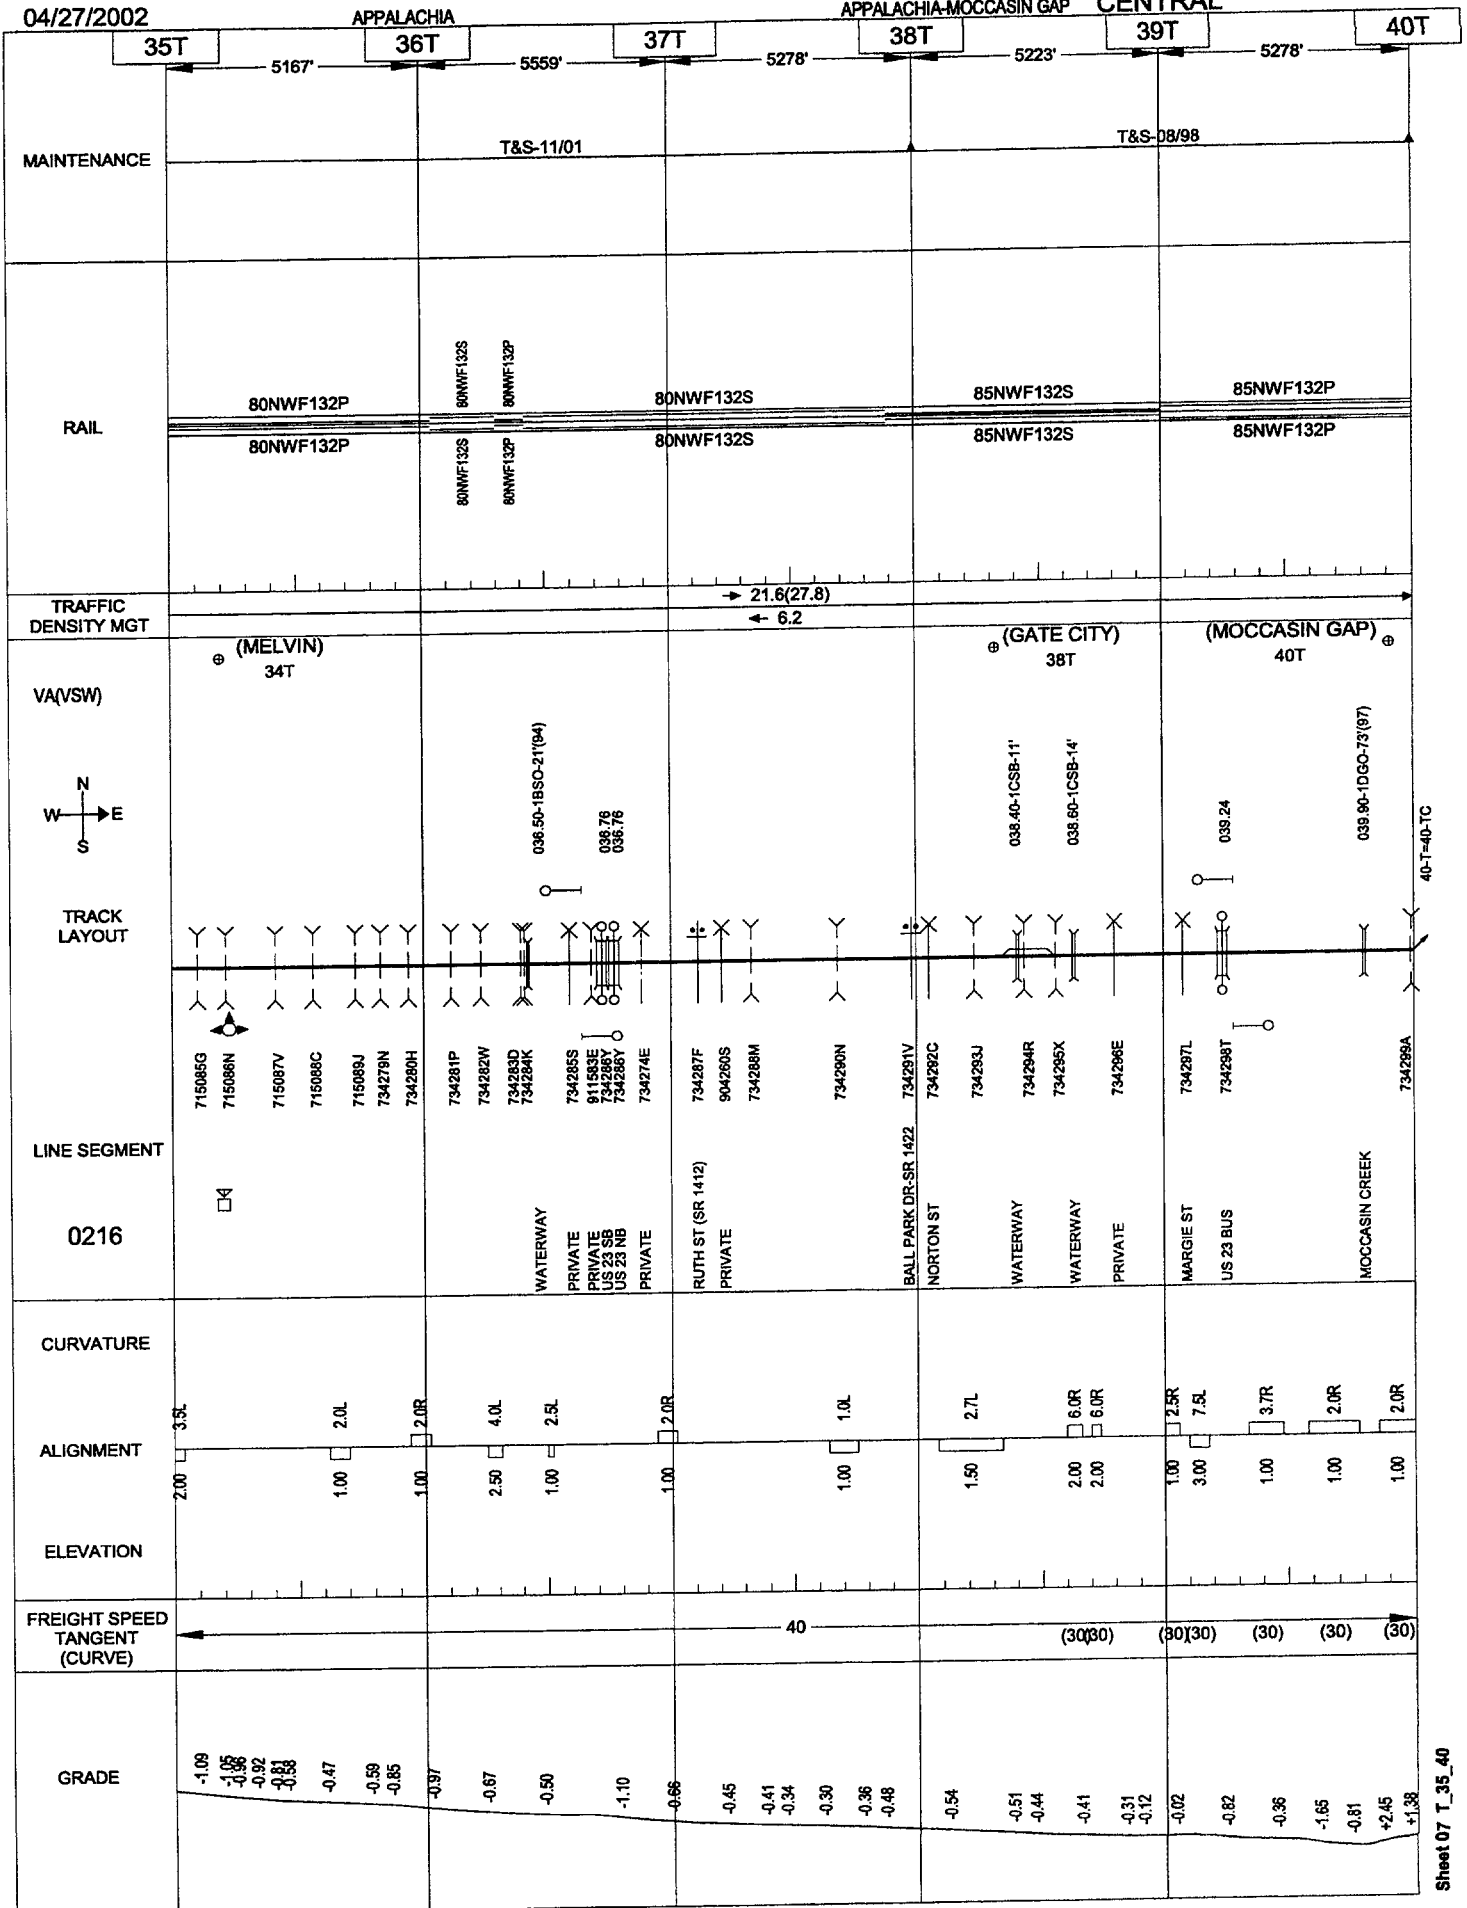 04/27/2002
APPALACHIA
APPALACHIA-MOCCASIN GAP CENTRAL
35T 36T 37T 38T 39T 40T
5167' 5559' 5278' 5223' 5278'
MAINTENANCE
T&S-11/01
T&S-08/98
RAIL
80NWF132P
80NWF132S
80NWF132P
80NWF132S
85NWF132S
85NWF132P
80NWF132P
80NWF132S
80NWF132P
80NWF132S
85NWF132S
85NWF132P
TRAFFIC
DENSITY MGT
21.6(27.8)
6.2
(MELVIN)
34T
(GATE CITY)
38T
(MOCCASIN GAP)
40T
VA(VSW)
N
W E
S
036.50-1BSO-21'(94)
036.76
036.76
038.40-1CSB-11'
038.60-1CSB-14'
039.24
039.90-1DGO-73'(97)
40-T=40-TC
TRACK
LAYOUT
715085G
715086N
715087V
715088C
715089J
734279N
734280H
734281P
734282W
734283D
734284K
734285S
911583E
734286Y
734286Y
734274E
734287F
904260S
734288M
734290N
734291V
734292C
734293J
734294R
734295X
734296E
734297L
734298T
734299A
LINE SEGMENT
0216
WATERWAY
PRIVATE
PRIVATE
US 23 SB
US 23 NB
PRIVATE
RUTH ST (SR 1412)
PRIVATE
BALL PARK DR-SR 1422
NORTON ST
WATERWAY
WATERWAY
PRIVATE
MARGIE ST
US 23 BUS
MOCCASIN CREEK
CURVATURE
3.5L 2.0L 2.0R 4.0L 2.5L 2.0R 1.0L 2.7L 6.0R 6.0R 2.5R 7.5L 3.7R 2.0R 2.0R
ALIGNMENT
2.00 1.00 1.00 2.50 1.00 1.00 1.00 1.50 2.00 2.00 1.00 3.00 1.00 1.00 1.00
ELEVATION
FREIGHT SPEED
TANGENT
(CURVE)
40
(30)(30) (30)(30) (30) (30) (30)
GRADE
-1.09 -1.05 -0.96 -0.92 -0.81 -0.58 -0.47 -0.59 -0.85 -0.97 -0.67 -0.50 -1.10 -0.66 -0.45 -0.41 -0.34 -0.30 -0.36 -0.48 -0.54 -0.51 -0.44 -0.41 -0.31 -0.12 -0.02 -0.82 -0.36 -1.65 -0.81 +2.45 +1.38
Sheet 07 T_35_40